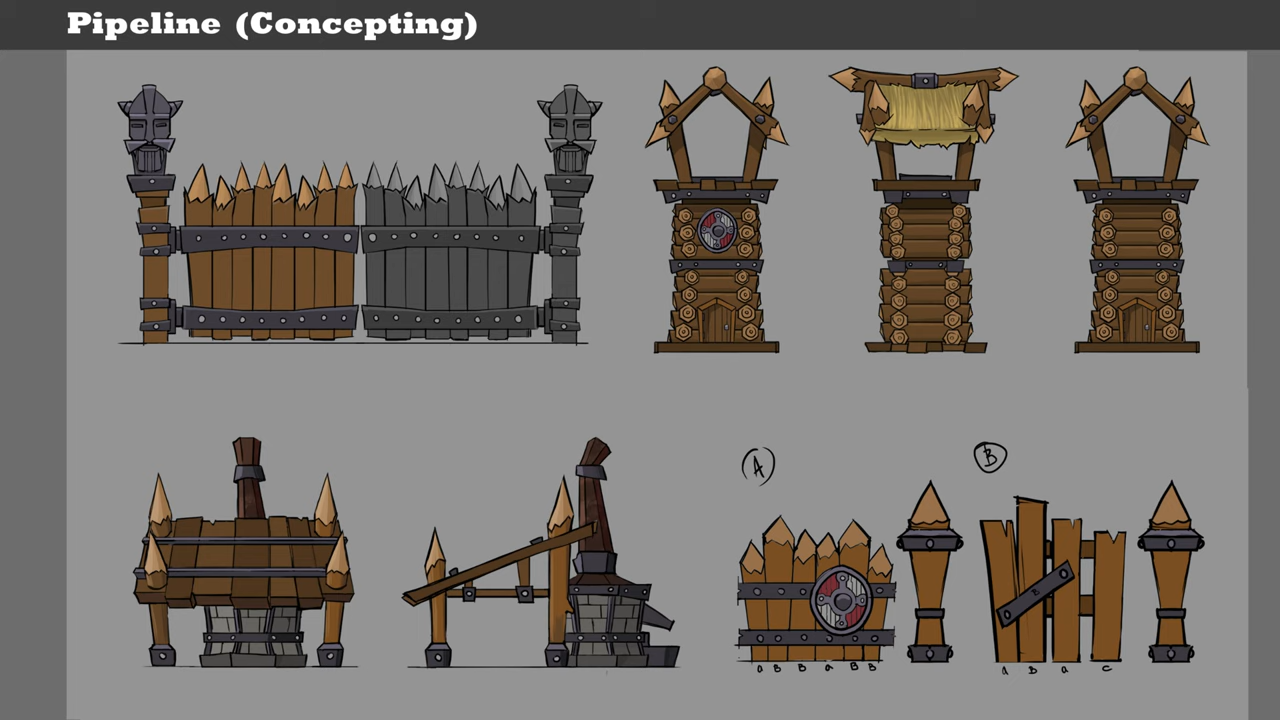 Pipeline (Concepting)
A
B
A B B A B B
A B A C